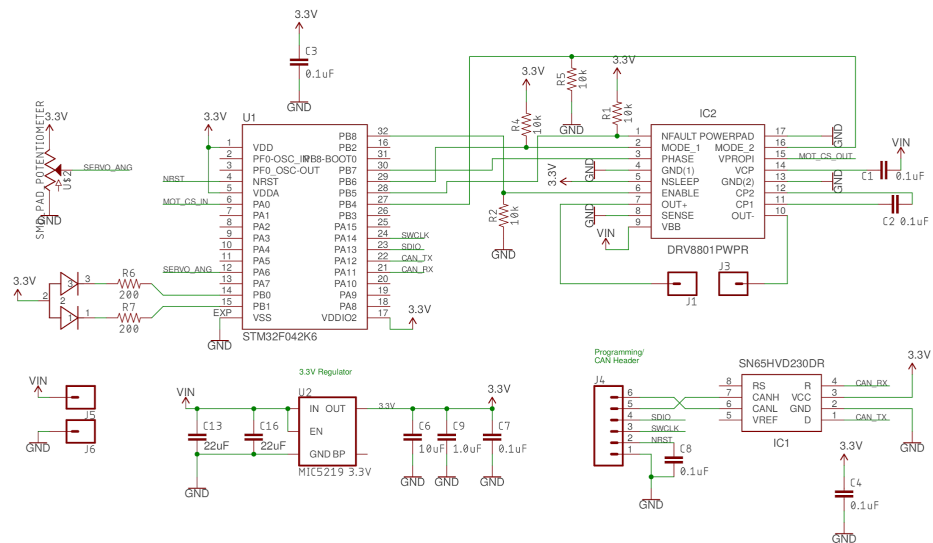 3.3V
C3
0.1uF
GND
3.3V
SMD_PAD_POTENTIOMETER
U$2
SERVO_ANG
GND
3.3V
U1
1 VDD PB8 32
2 PF0-OSC_IN PB2 16
3 PF0_OSC-OUT PB8-BOOT0 31
4 NRST PB7 30
5 VDDA PB6 29
6 PA0 PB5 28
7 PA1 PB4 27
8 PA2 PB3 26
9 PA3 PA15 25
10 PA4 PA14 24
11 PA5 PA13 23
12 PA6 PA12 22
13 PA7 PA11 21
14 PB0 PA10 20
15 PB1 PA9 19
EXP VSS PA8 18
VDDIO2 17
STM32F042K6
NRST
MOT_CS_IN
SERVO_ANG
SWCLK
SDIO
CAN_TX
CAN_RX
3.3V
GND
3.3V
2
3
2
1
1
3
R6
200
R7
200
3.3V
R4
10k
R5
10k
GND
3.3V
R1
10k
R2
10k
GND
3.3V
GND
GND
VIN
IC2
1 NFAULT POWERPAD 17
2 MODE_1 MODE_2 16
3 PHASE VPROPI 15
4 GND(1) VCP 14
5 NSLEEP GND(2) 13
6 ENABLE CP2 12
7 OUT+ CP1 11
8 SENSE OUT- 10
9 VBB
DRV8801PWPR
GND
MOT_CS_OUT
VIN
C1 0.1uF
GND
C2 0.1uF
J1
J3
VIN
J5
GND
J6
3.3V Regulator
VIN
C13
22uF
C16
22uF
GND
U2
IN OUT
EN
GND BP
MIC5219 3.3V
3.3V
3.3V
C6
10uF
C9
1.0uF
C7
0.1uF
GND
GND
GND
Programming/
CAN Header
J4
6
5
4
3
2
1
SDIO
SWCLK
NRST
C8
0.1uF
GND
SN65HVD230DR
8 RS R 4
7 CANH VCC 3
6 CANL GND 2
5 VREF D 1
IC1
CAN_RX
CAN_TX
3.3V
GND
3.3V
C4
0.1uF
GND